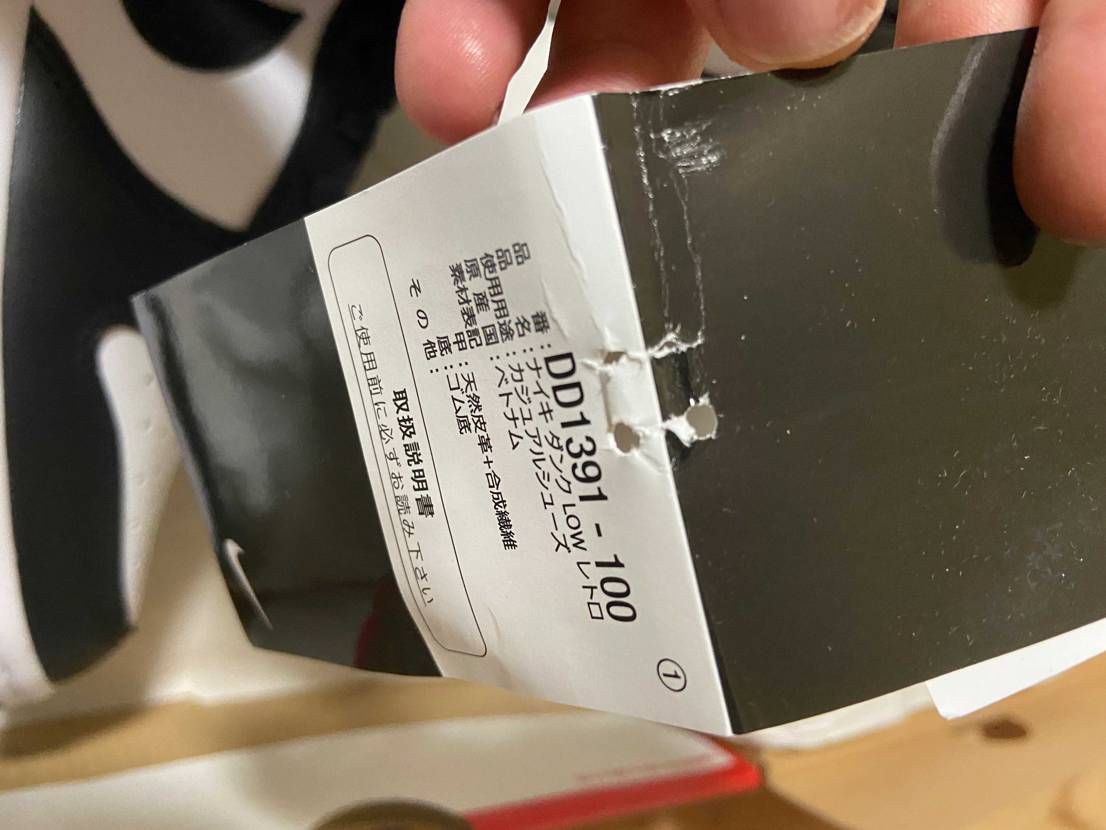 品 番：DD1391 - 100
品 名：ナイキ ダンク LOW レトロ
使用用途：カジュアルシューズ
原 産 国：ベトナム
素材表記 甲：天然皮革+合成繊維
底：ゴム底
そ の 他：
取扱説明書
ご使用前に必ずお読み下さい
①